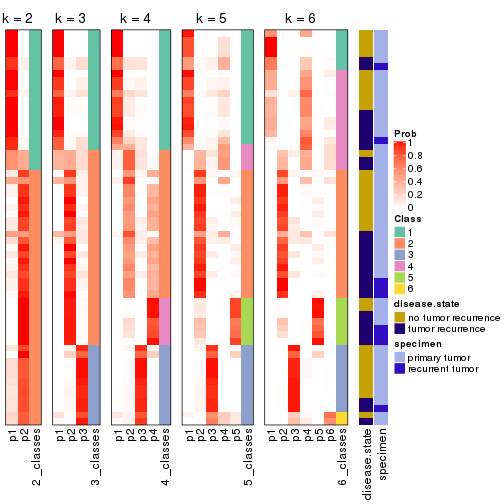 k = 2
k = 3
k = 4
k = 5
k = 6
Prob
1
0.8
0.6
0.4
0.2
0
Class
1
2
3
4
5
6
disease.state
no tumor recurrence
tumor recurrence
specimen
primary tumor
recurrent tumor
p1
p2
2_classes
p1
p2
p3
3_classes
p1
p2
p3
p4
4_classes
p1
p2
p3
p4
p5
5_classes
p1
p2
p3
p4
p5
p6
6_classes
disease.state
specimen